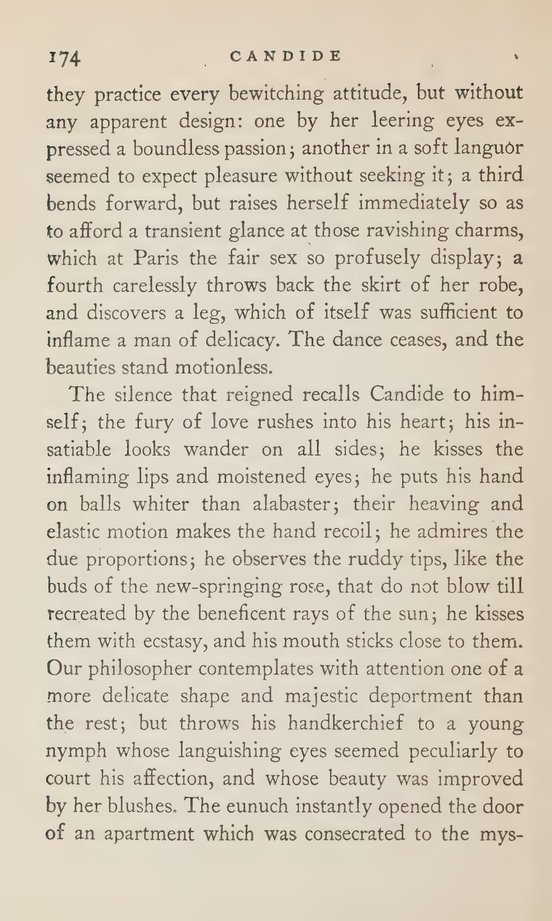 174 CANDIDE
they practice every bewitching attitude, but without
any apparent design: one by her leering eyes ex-
pressed a boundless passion; another in a soft languor
seemed to expect pleasure without seeking it; a third
bends forward, but raises herself immediately so as
to afford a transient glance at those ravishing charms,
which at Paris the fair sex so profusely display; a
fourth carelessly throws back the skirt of her robe,
and discovers a leg, which of itself was sufficient to
inflame a man of delicacy. The dance ceases, and the
beauties stand motionless.
The silence that reigned recalls Candide to him-
self; the fury of love rushes into his heart; his in-
satiable looks wander on all sides; he kisses the
inflaming lips and moistened eyes; he puts his hand
on balls whiter than alabaster; their heaving and
elastic motion makes the hand recoil; he admires the
due proportions; he observes the ruddy tips, like the
buds of the new-springing rose, that do not blow till
recreated by the beneficent rays of the sun; he kisses
them with ecstasy, and his mouth sticks close to them.
Our philosopher contemplates with attention one of a
more delicate shape and majestic deportment than
the rest; but throws his handkerchief to a young
nymph whose languishing eyes seemed peculiarly to
court his affection, and whose beauty was improved
by her blushes. The eunuch instantly opened the door
of an apartment which was consecrated to the mys-